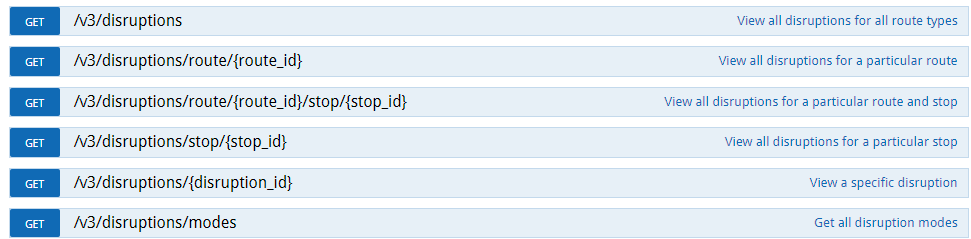 GET /v3/disruptions View all disruptions for all route types
GET /v3/disruptions/route/{route_id} View all disruptions for a particular route
GET /v3/disruptions/route/{route_id}/stop/{stop_id} View all disruptions for a particular route and stop
GET /v3/disruptions/stop/{stop_id} View all disruptions for a particular stop
GET /v3/disruptions/{disruption_id} View a specific disruption
GET /v3/disruptions/modes Get all disruption modes